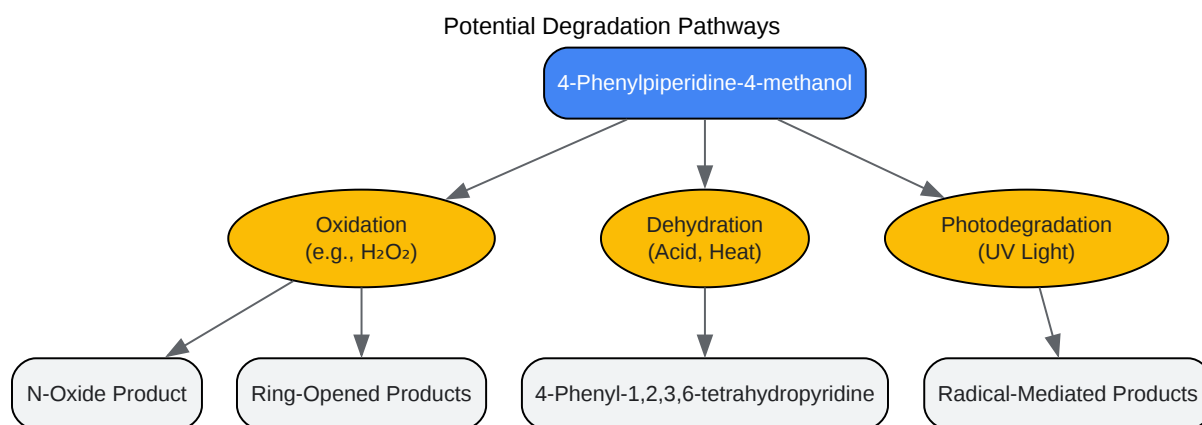 Potential Degradation Pathways
4-Phenylpiperidine-4-methanol
Oxidation
(e.g., H₂O₂)
Dehydration
(Acid, Heat)
Photodegradation
(UV Light)
N-Oxide Product
Ring-Opened Products
4-Phenyl-1,2,3,6-tetrahydropyridine
Radical-Mediated Products